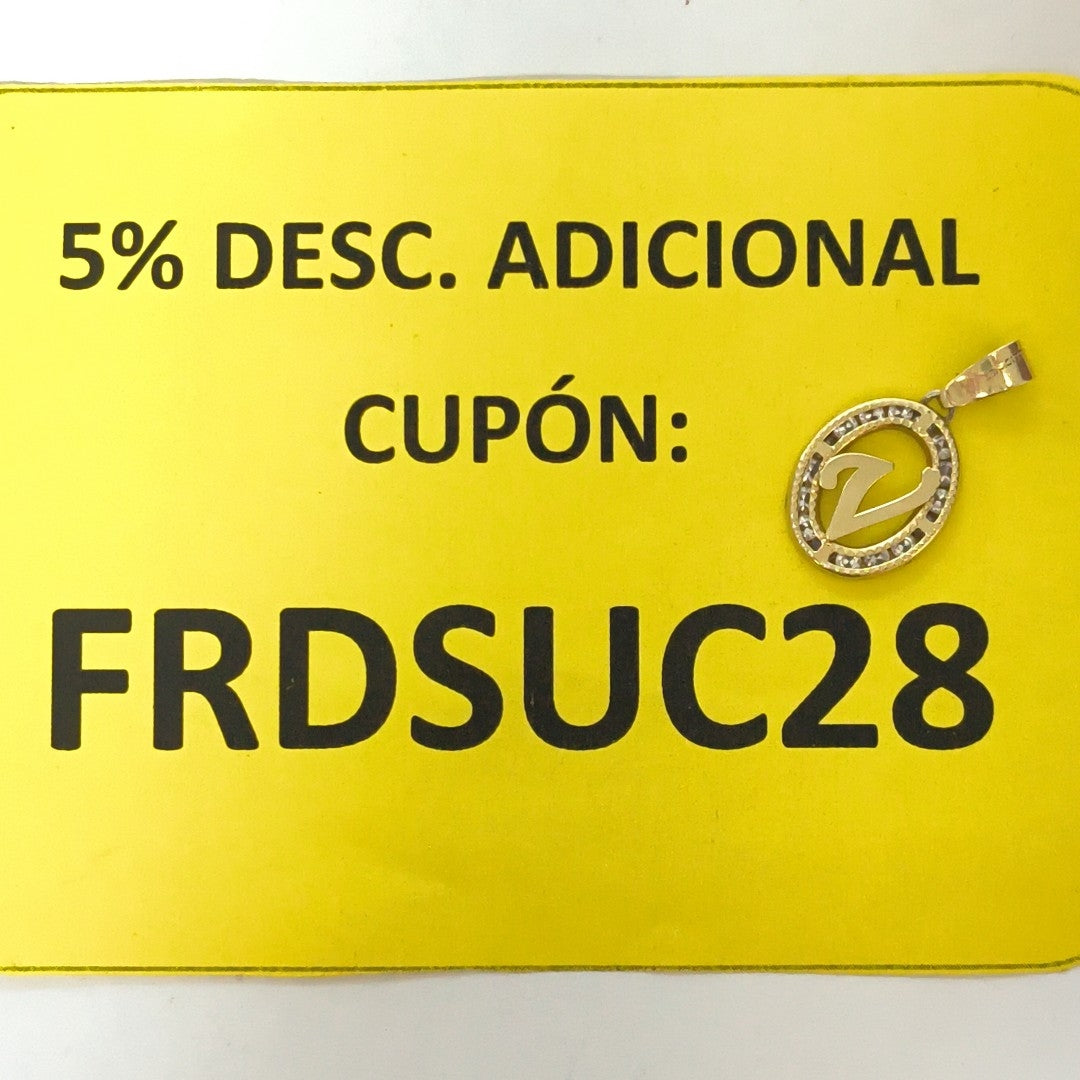 5% DESC. ADICIONAL
CUPÓN:
V
FRDSUC28